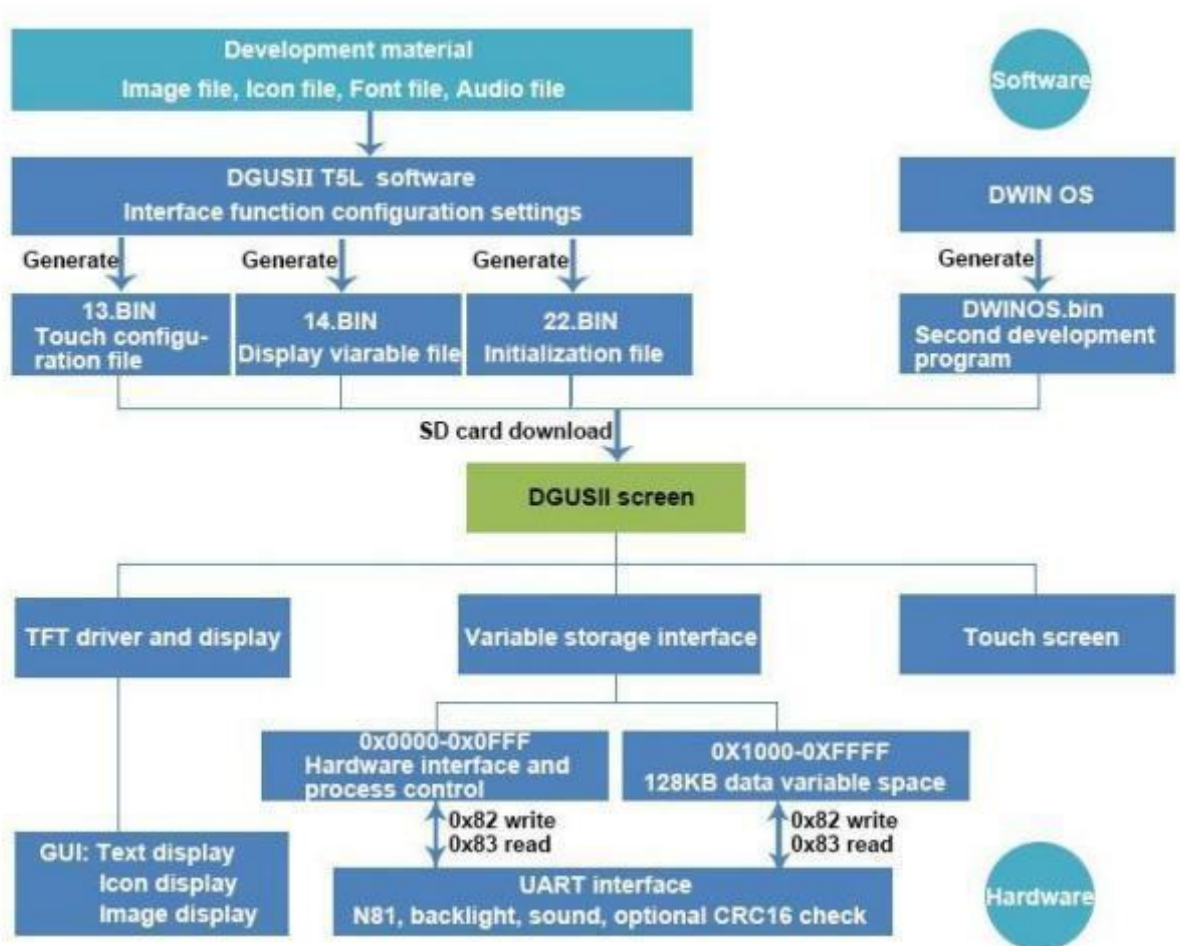 Development material
Image file, Icon file, Font file, Audio file
Software
DGUSII T5L software
Interface function configuration settings
DWIN OS
Generate
Generate
Generate
Generate
13.BIN
Touch configu-
ration file
14.BIN
Display viarable file
22.BIN
Initialization file
DWINOS.bin
Second development
program
SD card download
DGUSII screen
TFT driver and display
Variable storage interface
Touch screen
0x0000-0x0FFF
Hardware interface and
process control
0X1000-0XFFFF
128KB data variable space
0x82 write
0x83 read
0x82 write
0x83 read
GUI: Text display
Icon display
Image display
UART interface
N81, backlight, sound, optional CRC16 check
Hardware